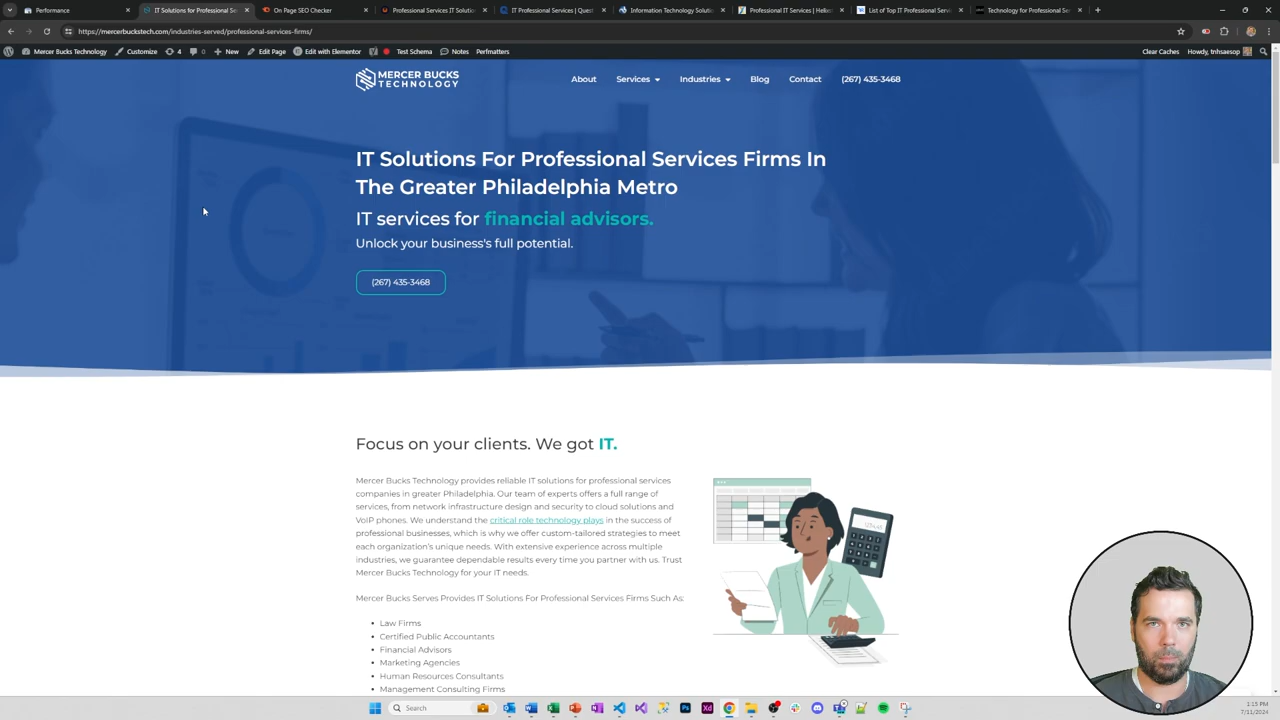 Performance
IT Solutions for Professional Se
On Page SEO Checker
Professional Services IT Solutio
IT Professional Services | Quest
Information Technology Solutio
Professional IT Services | Helio
List of Top IT Professional Servi
Technology for Professional Ser
https://mercerbuckstech.com/industries-served/professional-services-firms/
Mercer Bucks Technology
Customize
4
0
New
Edit Page
Edit with Elementor
Test Schema
Notes
Perfmatters
Clear Caches
Howdy, tnhsaesop
MERCER BUCKS
TECHNOLOGY
About
Services
Industries
Blog
Contact
(267) 435-3468
IT Solutions For Professional Services Firms In
The Greater Philadelphia Metro
IT services for financial advisors.
Unlock your business's full potential.
(267) 435-3468
Focus on your clients. We got IT.
Mercer Bucks Technology provides reliable IT solutions for professional services
companies in greater Philadelphia. Our team of experts offers a full range of
services, from network infrastructure design and security to cloud solutions and
VoIP phones. We understand the critical role technology plays in the success of
professional businesses, which is why we offer custom-tailored strategies to meet
each organization's unique needs. With extensive experience across multiple
industries, we guarantee dependable results every time you partner with us. Trust
Mercer Bucks Technology for your IT needs.
Mercer Bucks Serves Provides IT Solutions For Professional Services Firms Such As:
Law Firms
Certified Public Accountants
Financial Advisors
Marketing Agencies
Human Resources Consultants
Management Consulting Firms
Search
1:15 PM
7/11/2024